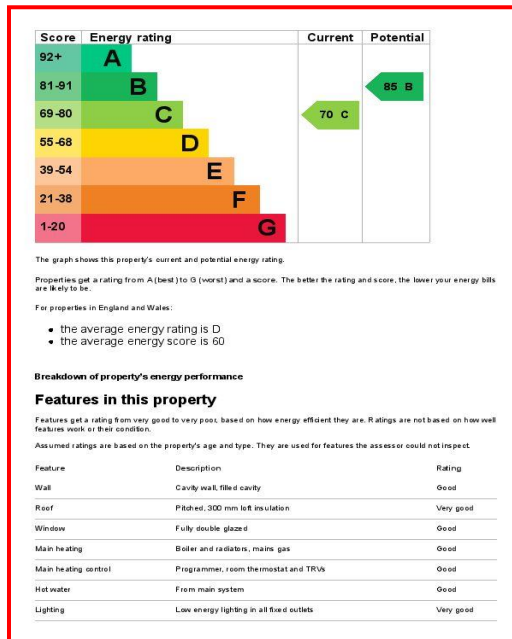 Score Energy rating Current Potential
92+ A
81-91 B 85 B
69-80 C 70 C
55-68 D
39-54 E
21-38 F
1-20 G
The graph shows this property's current and potential energy rating.
Properties get a rating from A (best) to G (worst) and a score. The better the rating and score, the lower your energy bills
are likely to be.
For properties in England and Wales:
• the average energy rating is D
• the average energy score is 60
Breakdown of property's energy performance
Features in this property
Features get a rating from very good to very poor, based on how energy efficient they are. Ratings are not based on how well
features work or their condition.
Assumed ratings are based on the property's age and type. They are used for features the assessor could not inspect.
Feature Description Rating
Wall Cavity wall, filled cavity Good
Roof Pitched, 300 mm loft insulation Very good
Window Fully double glazed Good
Main heating Boiler and radiators, mains gas Good
Main heating control Programmer, room thermostat and TRVs Good
Hot water From main system Good
Lighting Low energy lighting in all fixed outlets Very good